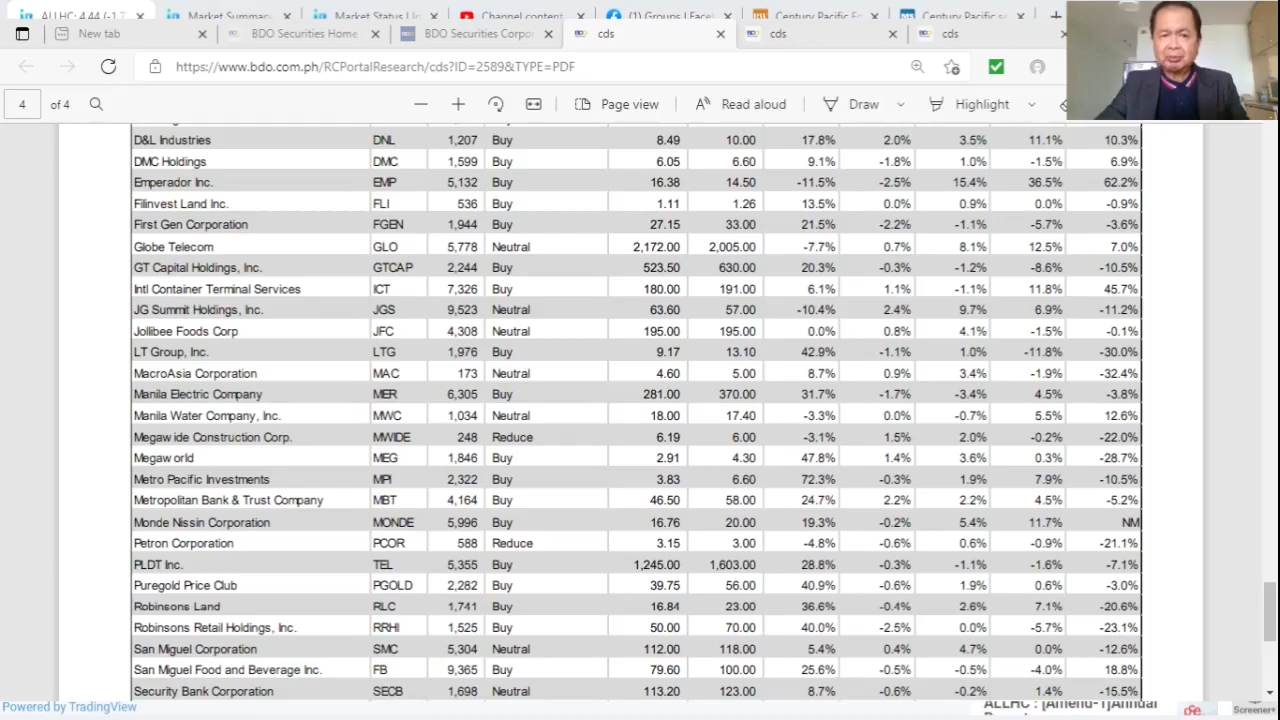 ALLHC: 4.44 (-1.7
Market Summar
Market Status U
Channel content
(1) Groups | Face
Century Pacific Fo
Century Pacific se
New tab
BDO Securities Home
BDO Securities Corpor
cds
cds
cds
https://www.bdo.com.ph/RCPortalResearch/cds?ID=3989&TYPE=PDF
4 of 4
Page view
Read aloud
Draw
Highlight
D&L Industries DNL 1,207 Buy 8.49 10.00 17.8% 2.0% 3.5% 11.1% 10.3%
DMC Holdings DMC 1,599 Buy 6.05 6.60 9.1% -1.8% 1.0% -1.5% 6.9%
Emperador Inc. EMP 5,132 Buy 16.38 14.50 -11.5% -2.5% 15.4% 36.5% 62.2%
Filinvest Land Inc. FLI 536 Buy 1.11 1.26 13.5% 0.0% 0.9% 0.0% -0.9%
First Gen Corporation FGEN 1,944 Buy 27.15 33.00 21.5% -2.2% -1.1% -5.7% -3.6%
Globe Telecom GLO 5,778 Neutral 2,172.00 2,005.00 -7.7% 0.7% 8.1% 12.5% 7.0%
GT Capital Holdings, Inc. GTCAP 2,244 Buy 523.50 630.00 20.3% -0.3% -1.2% -8.6% -10.5%
Intl Container Terminal Services ICT 7,326 Buy 180.00 191.00 6.1% 1.1% -1.1% 11.8% 45.7%
JG Summit Holdings, Inc. JGS 9,523 Neutral 63.60 57.00 -10.4% 2.4% 9.7% 6.9% -11.2%
Jollibee Foods Corp JFC 4,308 Neutral 195.00 195.00 0.0% 0.8% 4.1% -1.5% -0.1%
LT Group, Inc. LTG 1,976 Buy 9.17 13.10 42.9% -1.1% 1.0% -11.8% -30.0%
MacroAsia Corporation MAC 173 Neutral 4.60 5.00 8.7% 0.9% 3.4% -1.9% -32.4%
Manila Electric Company MER 6,305 Buy 281.00 370.00 31.7% -1.7% -3.4% 4.5% -3.8%
Manila Water Company, Inc. MWC 1,034 Neutral 18.00 17.40 -3.3% 0.0% -0.7% 5.5% 12.6%
Megaw ide Construction Corp. MWIDE 248 Reduce 6.19 6.00 -3.1% 1.5% 2.0% -0.2% -22.0%
Megaw orld MEG 1,846 Buy 2.91 4.30 47.8% 1.4% 3.6% 0.3% -28.7%
Metro Pacific Investments MPI 2,322 Buy 3.83 6.60 72.3% -0.3% 1.9% 7.9% -10.5%
Metropolitan Bank & Trust Company MBT 4,164 Buy 46.50 58.00 24.7% 2.2% 2.2% 4.5% -5.2%
Monde Nissin Corporation MONDE 5,996 Buy 16.76 20.00 19.3% -0.2% 5.4% 11.7% NM
Petron Corporation PCOR 588 Reduce 3.15 3.00 -4.8% -0.6% 0.6% -0.9% -21.1%
PLDT Inc. TEL 5,355 Buy 1,245.00 1,603.00 28.8% -0.3% -1.1% -1.6% -7.1%
Puregold Price Club PGOLD 2,282 Buy 39.75 56.00 40.9% -0.6% 1.9% 0.6% -3.0%
Robinsons Land RLC 1,741 Buy 16.84 23.00 36.6% -0.4% 2.6% 7.1% -20.6%
Robinsons Retail Holdings, Inc. RRHI 1,525 Buy 50.00 70.00 40.0% -2.5% 0.0% -5.7% -23.1%
San Miguel Corporation SMC 5,304 Neutral 112.00 118.00 5.4% 0.4% 4.7% 0.0% -12.6%
San Miguel Food and Beverage Inc. FB 9,365 Buy 79.60 100.00 25.6% -0.5% -0.5% -4.0% 18.8%
Security Bank Corporation SECB 1,698 Neutral 113.20 123.00 8.7% -0.6% -0.2% 1.4% -15.5%
Powered by TradingView
ALLHC : [Amend-1]Annual
Screener+